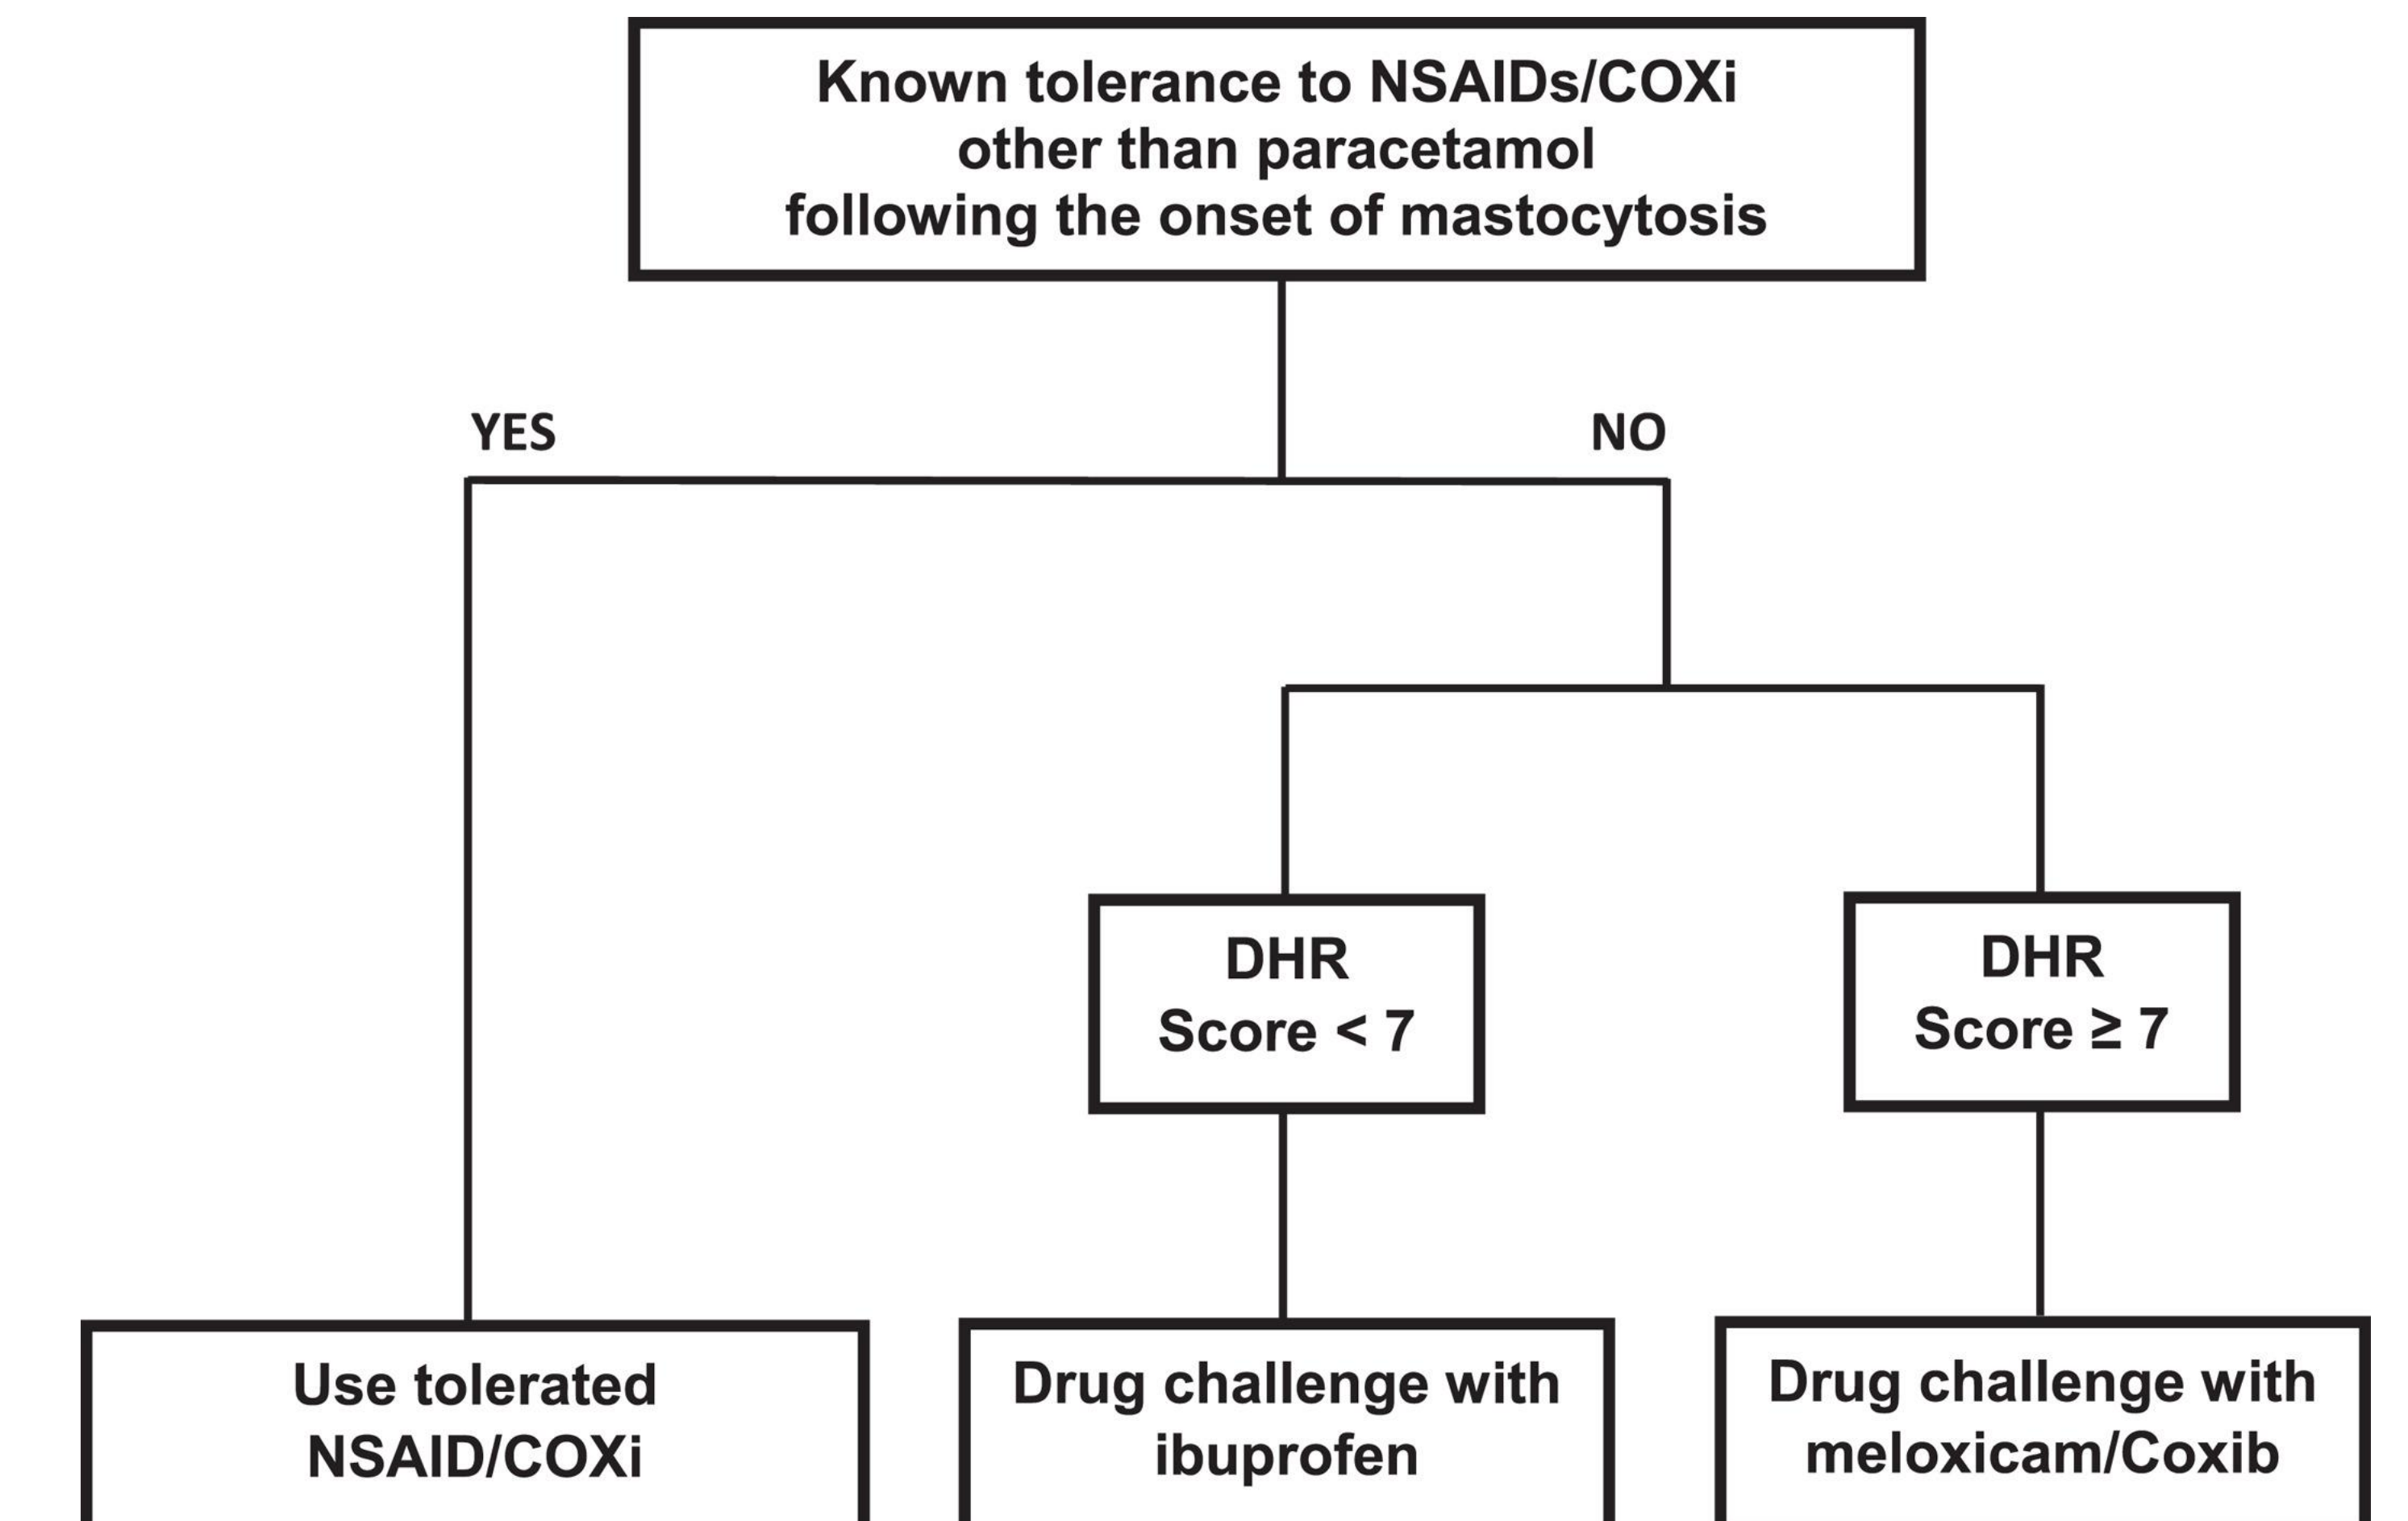 Known tolerance to NSAIDs/COXi
other than paracetamol
following the onset of mastocytosis
YES
NO
DHR
Score < 7
DHR
Score ≥ 7
Use tolerated
NSAID/COXi
Drug challenge with
ibuprofen
Drug challenge with
meloxicam/Coxib